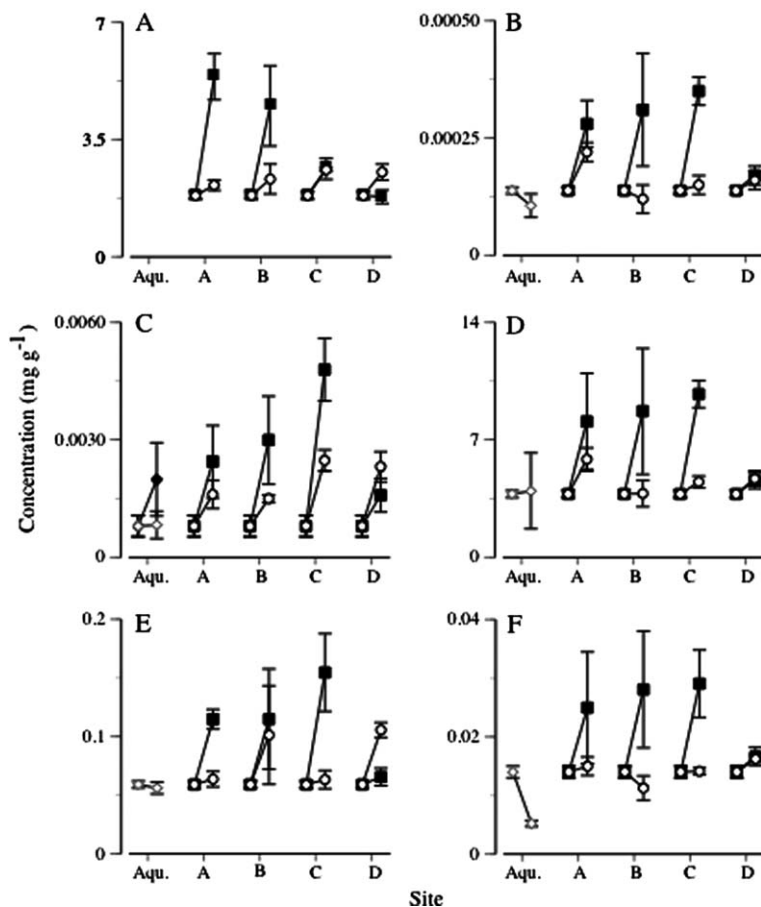 A
7
3.5
0
Aqu. A B C D
B
0.00050
0.00025
0
Aqu. A B C D
C
0.0060
0.0030
0
Aqu. A B C D
D
14
7
0
Aqu. A B C D
E
0.2
0.1
0
Aqu. A B C D
F
0.04
0.02
0
Aqu. A B C D
Concentration (mg g-1)
Site